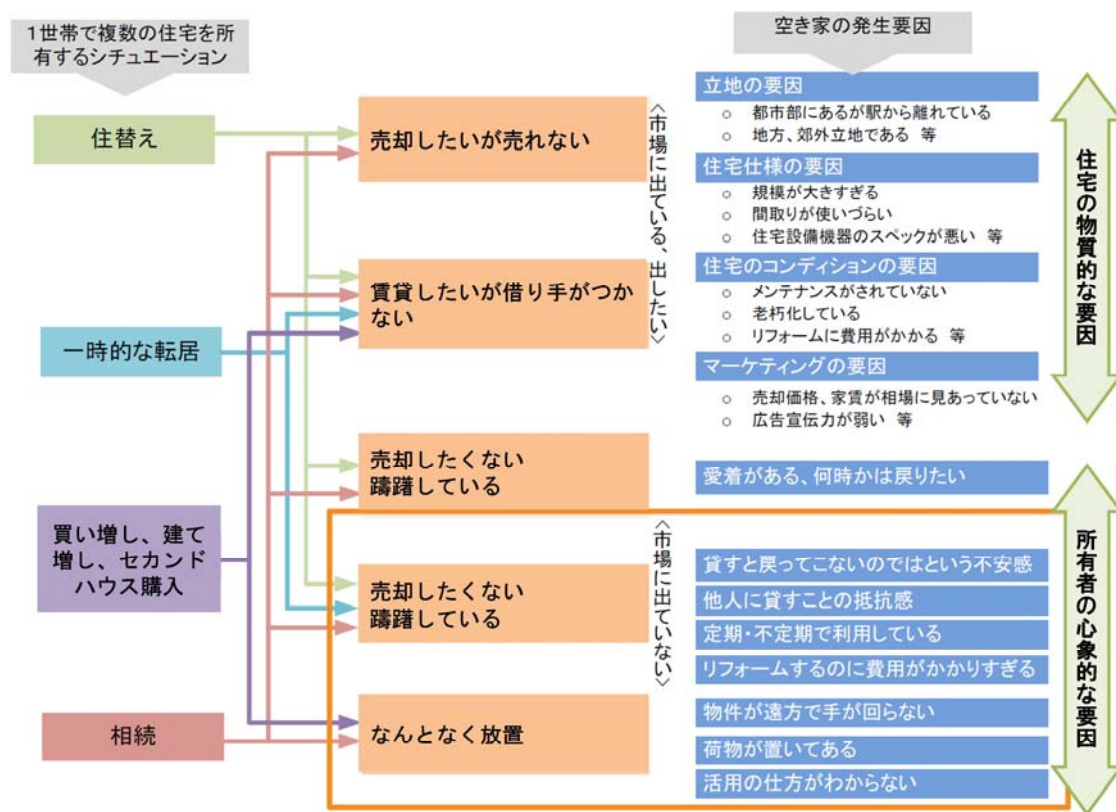 1世帯で複数の住宅を所
有するシチュエーション
住替え
一時的な転居
買い増し、建て
増し、セカンド
ハウス購入
相続
売却したいが売れない
賃貸したいが借り手がつか
ない
売却したくない
躊躇している
売却したくない
躊躇している
なんとなく放置
〈市場に出ている、出したい〉
〈市場に出ていない〉
空き家の発生要因
立地の要因
○ 都市部にあるが駅から離れている
○ 地方、郊外立地である 等
住宅仕様の要因
○ 規模が大きすぎる
○ 間取りが使いづらい
○ 住宅設備機器のスペックが悪い 等
住宅のコンディションの要因
○ メンテナンスがされていない
○ 老朽化している
○ リフォームに費用がかかる 等
マーケティングの要因
○ 売却価格、家賃が相場に見あっていない
○ 広告宣伝力が弱い 等
愛着がある、何時かは戻りたい
貸すと戻ってこないのではという不安感
他人に貸すことの抵抗感
定期・不定期で利用している
リフォームするのに費用がかかりすぎる
物件が遠方で手が回らない
荷物が置いてある
活用の仕方がわからない
住宅の物質的な要因
所有者の心象的な要因